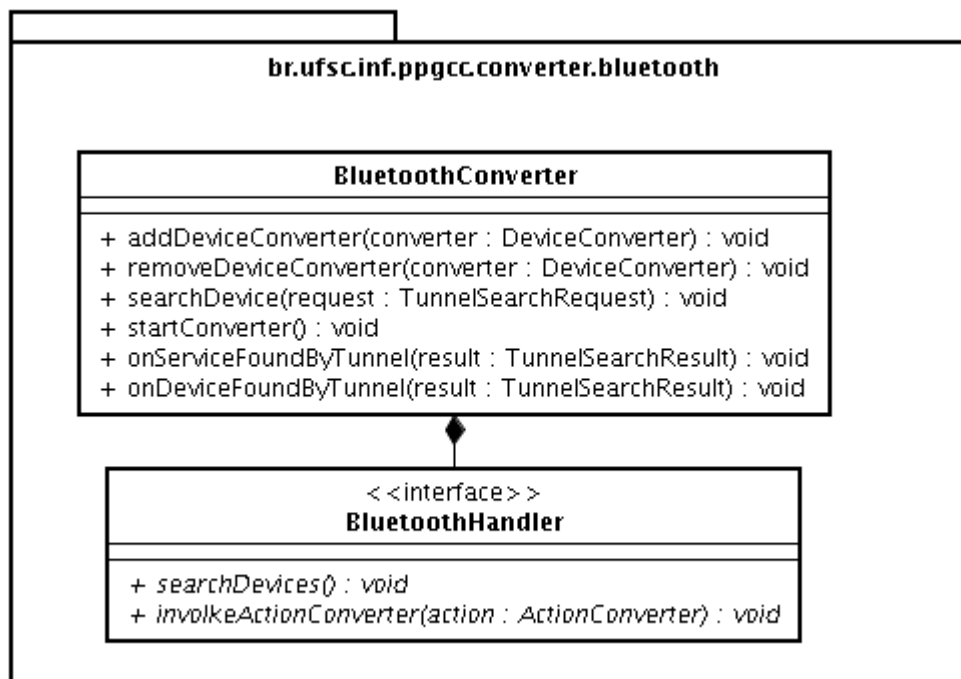 br.ufsc.inf.ppgcc.converter.bluetooth
BluetoothConverter
+ addDeviceConverter(converter : DeviceConverter) : void
+ removeDeviceConverter(converter : DeviceConverter) : void
+ searchDevice(request : TunnelSearchRequest) : void
+ startConverter() : void
+ onServiceFoundByTunnel(result : TunnelSearchResult) : void
+ onDeviceFoundByTunnel(result : TunnelSearchResult) : void
<<interface>>
BluetoothHandler
+ searchDevices() : void
+ involkeActionConverter(action : ActionConverter) : void